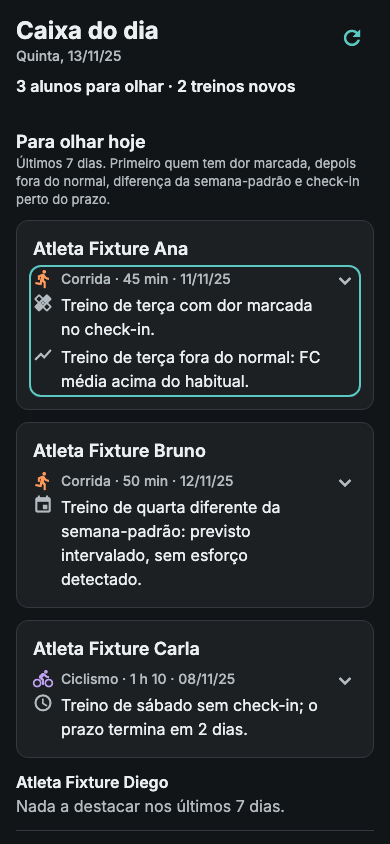 Caixa do dia
Quinta, 13/11/25
3 alunos para olhar · 2 treinos novos
Para olhar hoje
Últimos 7 dias. Primeiro quem tem dor marcada, depois
fora do normal, diferença da semana-padrão e check-in
perto do prazo.
Atleta Fixture Ana
Corrida · 45 min · 11/11/25
Treino de terça com dor marcada
no check-in.
Treino de terça fora do normal: FC
média acima do habitual.
Atleta Fixture Bruno
Corrida · 50 min · 12/11/25
Treino de quarta diferente da
semana-padrão: previsto
intervalado, sem esforço
detectado.
Atleta Fixture Carla
Ciclismo · 1 h 10 · 08/11/25
Treino de sábado sem check-in; o
prazo termina em 2 dias.
Atleta Fixture Diego
Nada a destacar nos últimos 7 dias.